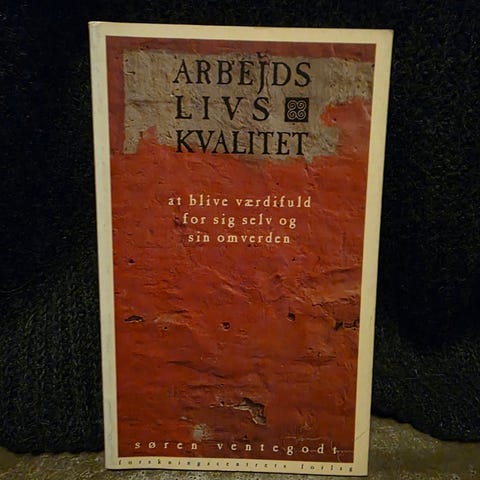 ARBEJDS
LIVS
KVALITET
at blive værdifuld
for sig selv og
sin omverden
søren ventegodt
forskningscentrets forlag